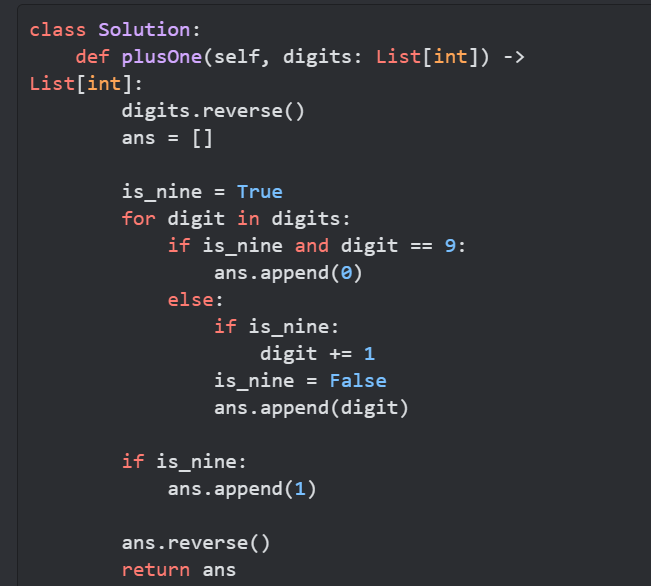 class Solution:
    def plusOne(self, digits: List[int]) ->
List[int]:
        digits.reverse()
        ans = []

        is_nine = True
        for digit in digits:
            if is_nine and digit == 9:
                ans.append(0)
            else:
                if is_nine:
                    digit += 1
                is_nine = False
                ans.append(digit)

        if is_nine:
            ans.append(1)

        ans.reverse()
        return ans